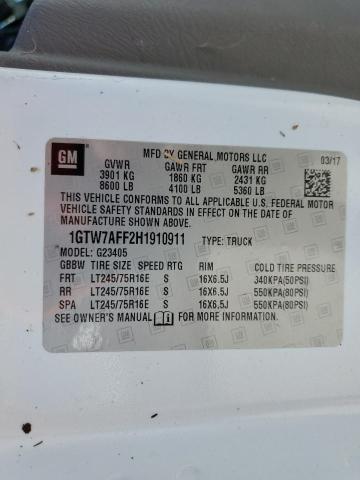 GM
MFD BY GENERAL MOTORS LLC
03/17
GVWR GAWR FRT GAWR RR
3901 KG 1860 KG 2431 KG
8600 LB 4100 LB 5360 LB
THIS VEHICLE CONFORMS TO ALL APPLICABLE U.S. FEDERAL MOTOR
VEHICLE SAFETY STANDARDS IN EFFECT ON THE DATE OF
MANUFACTURE SHOWN ABOVE.
1GTW7AFF2H1910911 TYPE: TRUCK
MODEL: G23405
GBBW TIRE SIZE SPEED RTG RIM COLD TIRE PRESSURE
FRT LT245/75R16E S 16X6.5J 340KPA(50PSI)
RR LT245/75R16E S 16X6.5J 550KPA(80PSI)
SPA LT245/75R16E S 16X6.5J 550KPA(80PSI)
SEE OWNER'S MANUAL FOR MORE INFORMATION.